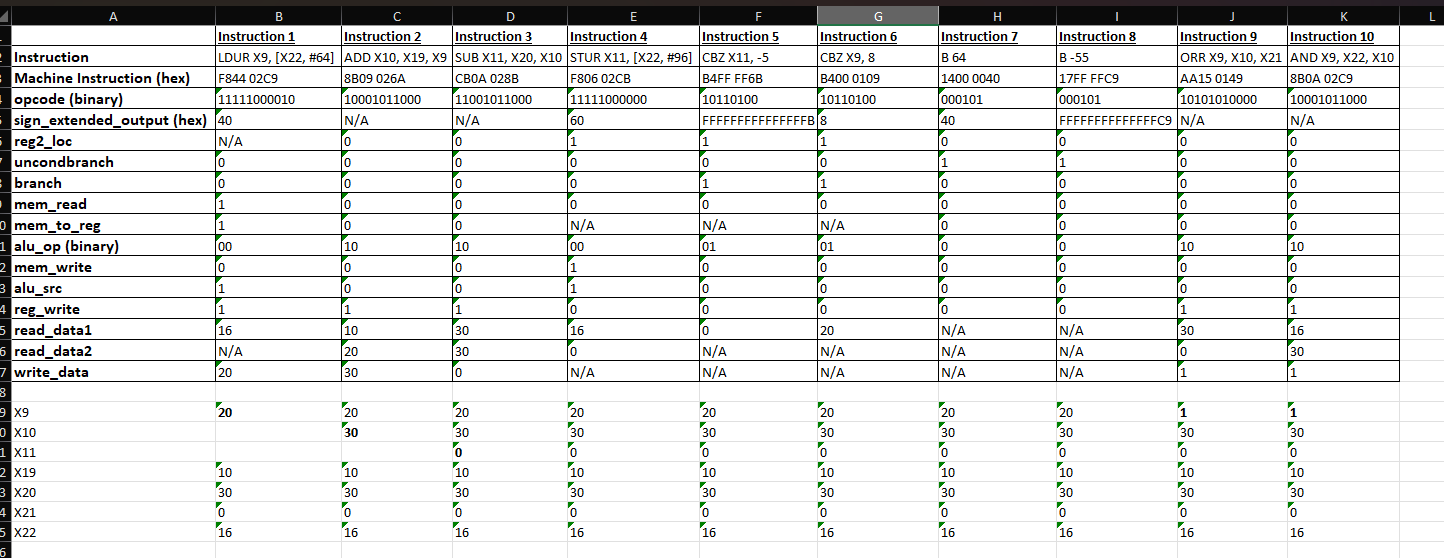 A B C D E F G H I J K L
Instruction 1 Instruction 2 Instruction 3 Instruction 4 Instruction 5 Instruction 6 Instruction 7 Instruction 8 Instruction 9 Instruction 10
Instruction LDUR X9, [X22, #64] ADD X10, X19, X9 SUB X11, X20, X10 STUR X11, [X22, #96] CBZ X11, -5 CBZ X9, 8 B 64 B -55 ORR X9, X10, X21 AND X9, X22, X10
Machine Instruction (hex) F844 02C9 8B09 026A CB0A 028B F806 02CB B4FF FF6B B400 0109 1400 0040 17FF FFC9 AA15 0149 8B0A 02C9
opcode (binary) 11111000010 10001011000 11001011000 11111000000 10110100 10110100 000101 000101 10101010000 10001011000
sign_extended_output (hex) 40 N/A N/A 60 FFFFFFFFFFFFFFFB 8 40 FFFFFFFFFFFFFFC9 N/A N/A
reg2_loc N/A 0 0 1 1 1 0 0 0 0
uncondbranch 0 0 0 0 0 0 1 1 0 0
branch 0 0 0 0 1 1 0 0 0 0
mem_read 1 0 0 0 0 0 0 0 0 0
mem_to_reg 1 0 0 N/A N/A N/A 0 0 0 0
alu_op (binary) 00 10 10 00 01 01 0 0 10 10
mem_write 0 0 0 1 0 0 0 0 0 0
alu_src 1 0 0 1 0 0 0 0 0 0
reg_write 1 1 1 0 0 0 0 0 1 1
read_data1 16 10 30 16 0 20 N/A N/A 30 16
read_data2 N/A 20 30 0 N/A N/A N/A N/A 0 30
write_data 20 30 0 N/A N/A N/A N/A N/A 1 1
X9 20 20 20 20 20 20 20 20 1 1
X10 30 30 30 30 30 30 30 30 30
X11 0 0 0 0 0 0 0 0
X19 10 10 10 10 10 10 10 10 10 10
X20 30 30 30 30 30 30 30 30 30 30
X21 0 0 0 0 0 0 0 0 0 0
X22 16 16 16 16 16 16 16 16 16 16